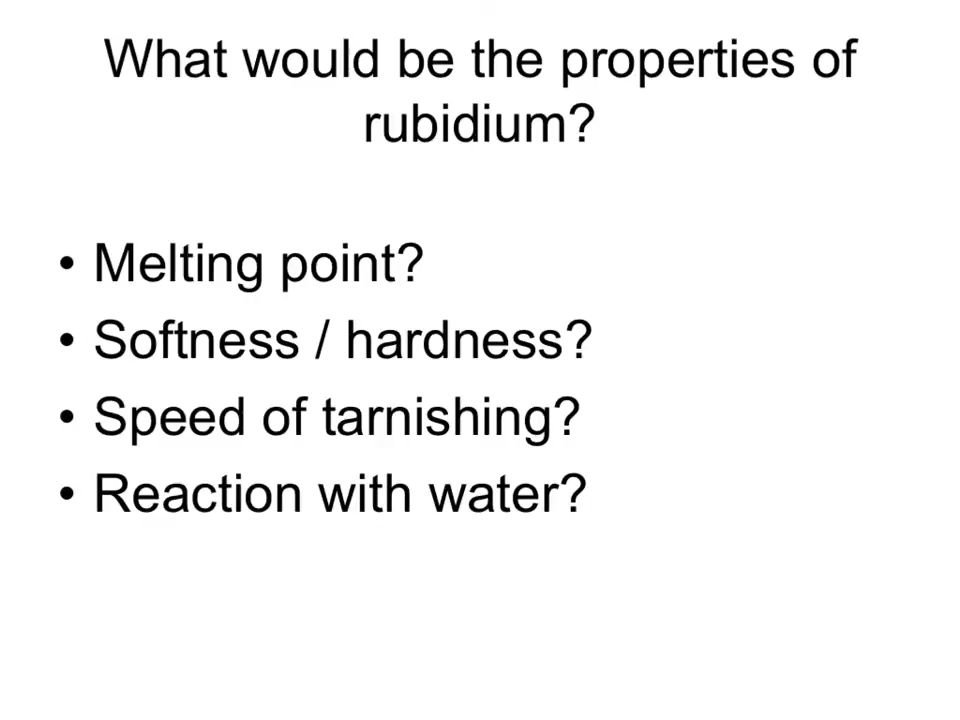 What would be the properties of
rubidium?
• Melting point?
• Softness / hardness?
• Speed of tarnishing?
• Reaction with water?